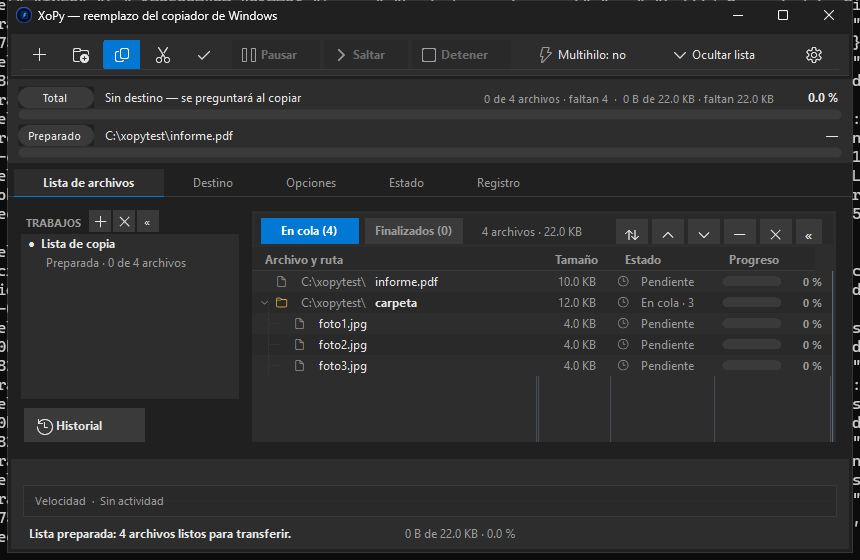 XoPy — reemplazo del copiador de Windows
Pausar Saltar Detener Multihilo: no Ocultar lista
Total Sin destino — se preguntará al copiar 0 de 4 archivos · faltan 4 · 0 B de 22.0 KB · faltan 22.0 KB 0.0 %
Preparado C:\xopytest\informe.pdf —
Lista de archivos Destino Opciones Estado Registro
TRABAJOS
Lista de copia
Preparada · 0 de 4 archivos
Historial
En cola (4) Finalizados (0) 4 archivos · 22.0 KB
Archivo y ruta Tamaño Estado Progreso
C:\xopytest\ informe.pdf 10.0 KB Pendiente 0 %
C:\xopytest\ carpeta 12.0 KB En cola · 3 0 %
foto1.jpg 4.0 KB Pendiente 0 %
foto2.jpg 4.0 KB Pendiente 0 %
foto3.jpg 4.0 KB Pendiente 0 %
Velocidad · Sin actividad
Lista preparada: 4 archivos listos para transferir. 0 B de 22.0 KB · 0.0 %